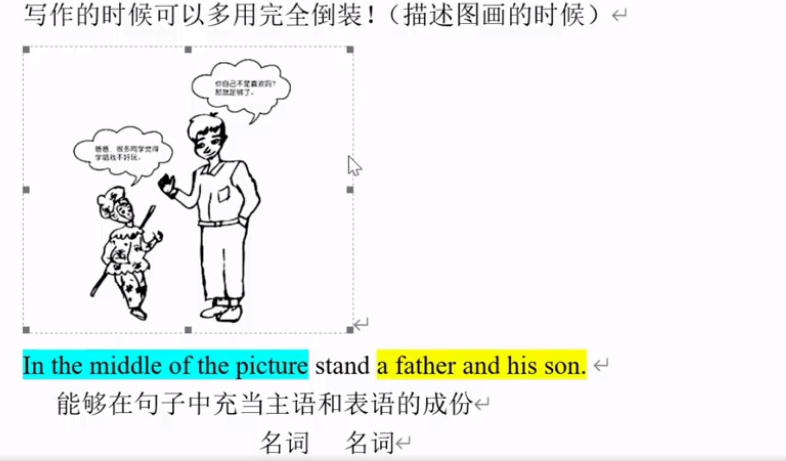 写作的时候可以多用完全倒装！（描述图画的时候）
你自己不是喜欢吗？
那就足够了。
爸爸，很多同学觉得
学唱戏不好玩。
In the middle of the picture stand a father and his son.
能够在句子中充当主语和表语的成份
名词 名词